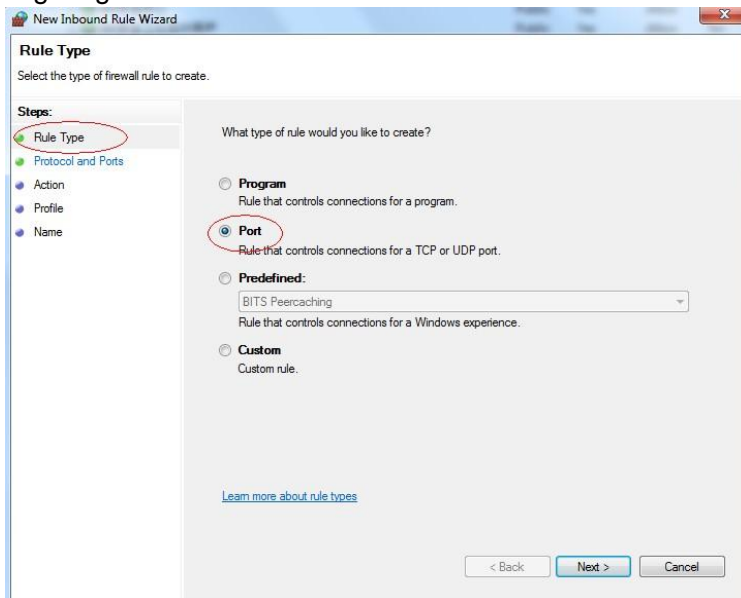 New Inbound Rule Wizard
Rule Type
Select the type of firewall rule to create.
Steps:
Rule Type
Protocol and Ports
Action
Profile
Name
What type of rule would you like to create?
Program
Rule that controls connections for a program.
Port
Rule that controls connections for a TCP or UDP port.
Predefined:
BITS Peercaching
Rule that controls connections for a Windows experience.
Custom
Custom rule.
Learn more about rule types
< Back Next > Cancel